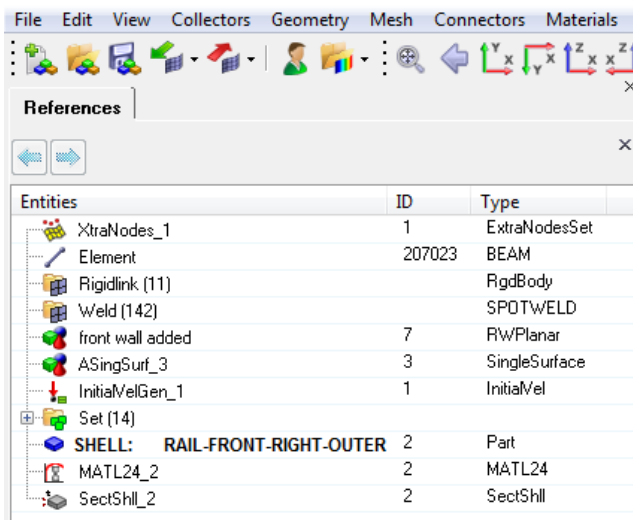 File Edit View Collectors Geometry Mesh Connectors Materials
References
Entities ID Type
XtraNodes_1 1 ExtraNodesSet
Element 207023 BEAM
Rigidlink (11) RgdBody
Weld (142) SPOTWELD
front wall added 7 RWPlanar
ASingSurf_3 3 SingleSurface
InitialVelGen_1 1 InitialVel
Set (14)
SHELL: RAIL-FRONT-RIGHT-OUTER 2 Part
MATL24_2 2 MATL24
SectShll_2 2 SectShll